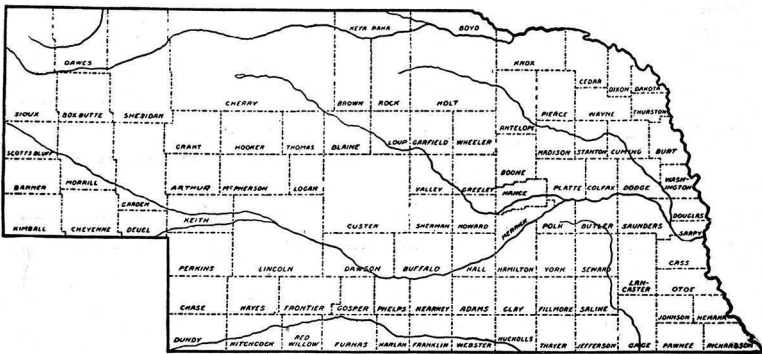 KEYA PAHA
BOYD
DAWES
KNOX
CEDAR
DIXON
DAKOTA
CHERRY
BROWN
ROCK
HOLT
SIOUX
BOX BUTTE
SHERIDAN
PIERCE
WAYNE
THURSTON
ANTELOPE
GRANT
HOOKER
THOMAS
BLAINE
LOUP
GARFIELD
WHEELER
MADISON
STANTON
CUMING
BURT
SCOTTS BLUFF
BOONE
BANNER
MORRILL
ARTHUR
MCPHERSON
LOGAN
VALLEY
GREELEY
NANCE
PLATTE
COLFAX
DODGE
WASH-
INGTON
GARDEN
KEITH
DOUGLAS
KIMBALL
CHEYENNE
DEUEL
CUSTER
SHERMAN
HOWARD
MERRICK
POLK
BUTLER
SAUNDERS
SARPY
CASS
PERKINS
LINCOLN
DAWSON
BUFFALO
HALL
HAMILTON
YORK
SEWARD
LAN-
CASTER
OTOE
CHASE
HAYES
FRONTIER
GOSPER
PHELPS
KEARNEY
ADAMS
CLAY
FILLMORE
SALINE
JOHNSON
NEMAHA
DUNDY
HITCHCOCK
RED
WILLOW
FURNAS
HARLAN
FRANKLIN
WEBSTER
NUCKOLLS
THAYER
JEFFERSON
GAGE
PAWNEE
RICHARDSON